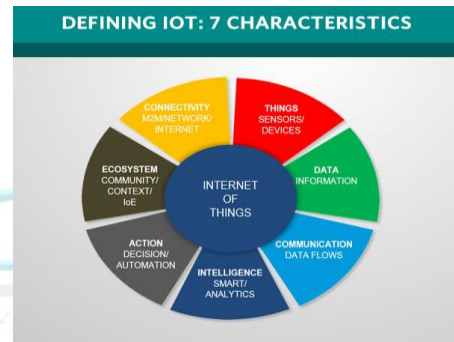 DEFINING IOT: 7 CHARACTERISTICS
CONNECTIVITY
M2M/NETWORK/
INTERNET
THINGS
SENSORS/
DEVICES
DATA
INFORMATION
COMMUNICATION
DATA FLOWS
INTELLIGENCE
SMART/
ANALYTICS
ACTION
DECISION/
AUTOMATION
ECOSYSTEM
COMMUNITY/
CONTEXT/
IoE
INTERNET
OF
THINGS